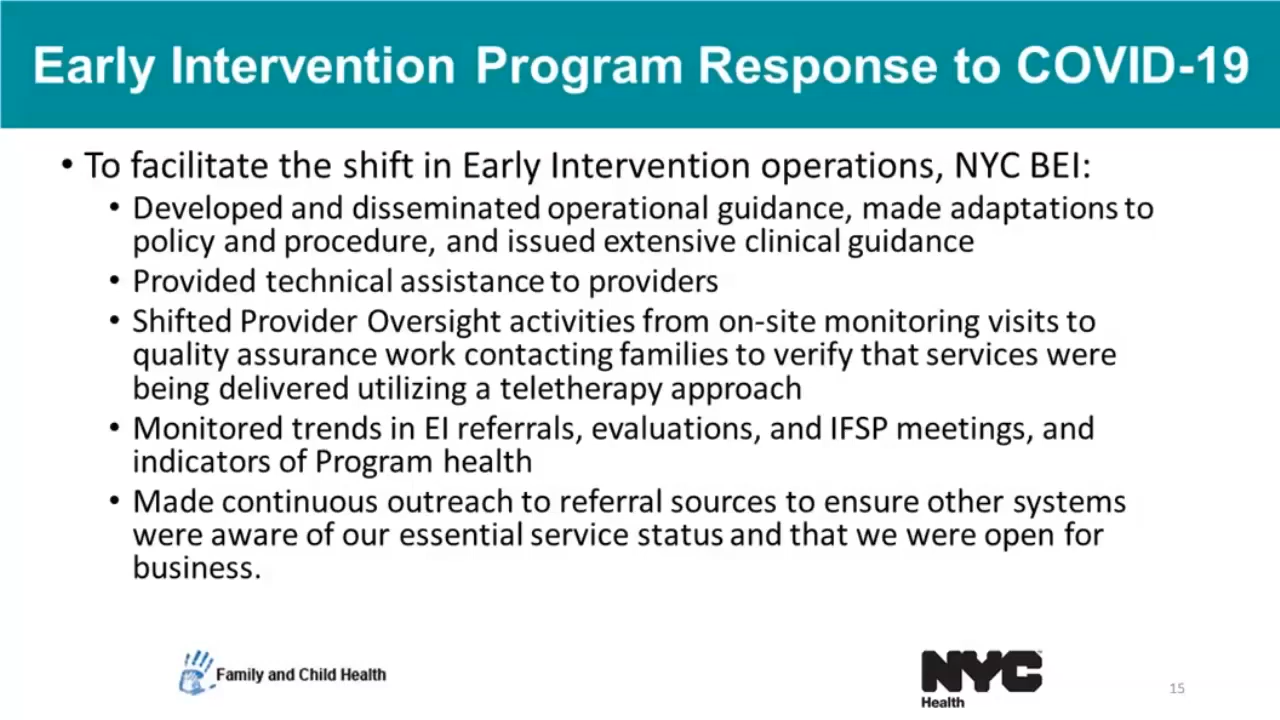 Early Intervention Program Response to COVID-19
• To facilitate the shift in Early Intervention operations, NYC BEI:
• Developed and disseminated operational guidance, made adaptations to
policy and procedure, and issued extensive clinical guidance
• Provided technical assistance to providers
• Shifted Provider Oversight activities from on-site monitoring visits to
quality assurance work contacting families to verify that services were
being delivered utilizing a teletherapy approach
• Monitored trends in EI referrals, evaluations, and IFSP meetings, and
indicators of Program health
• Made continuous outreach to referral sources to ensure other systems
were aware of our essential service status and that we were open for
business.
Family and Child Health
NYC
Health
15